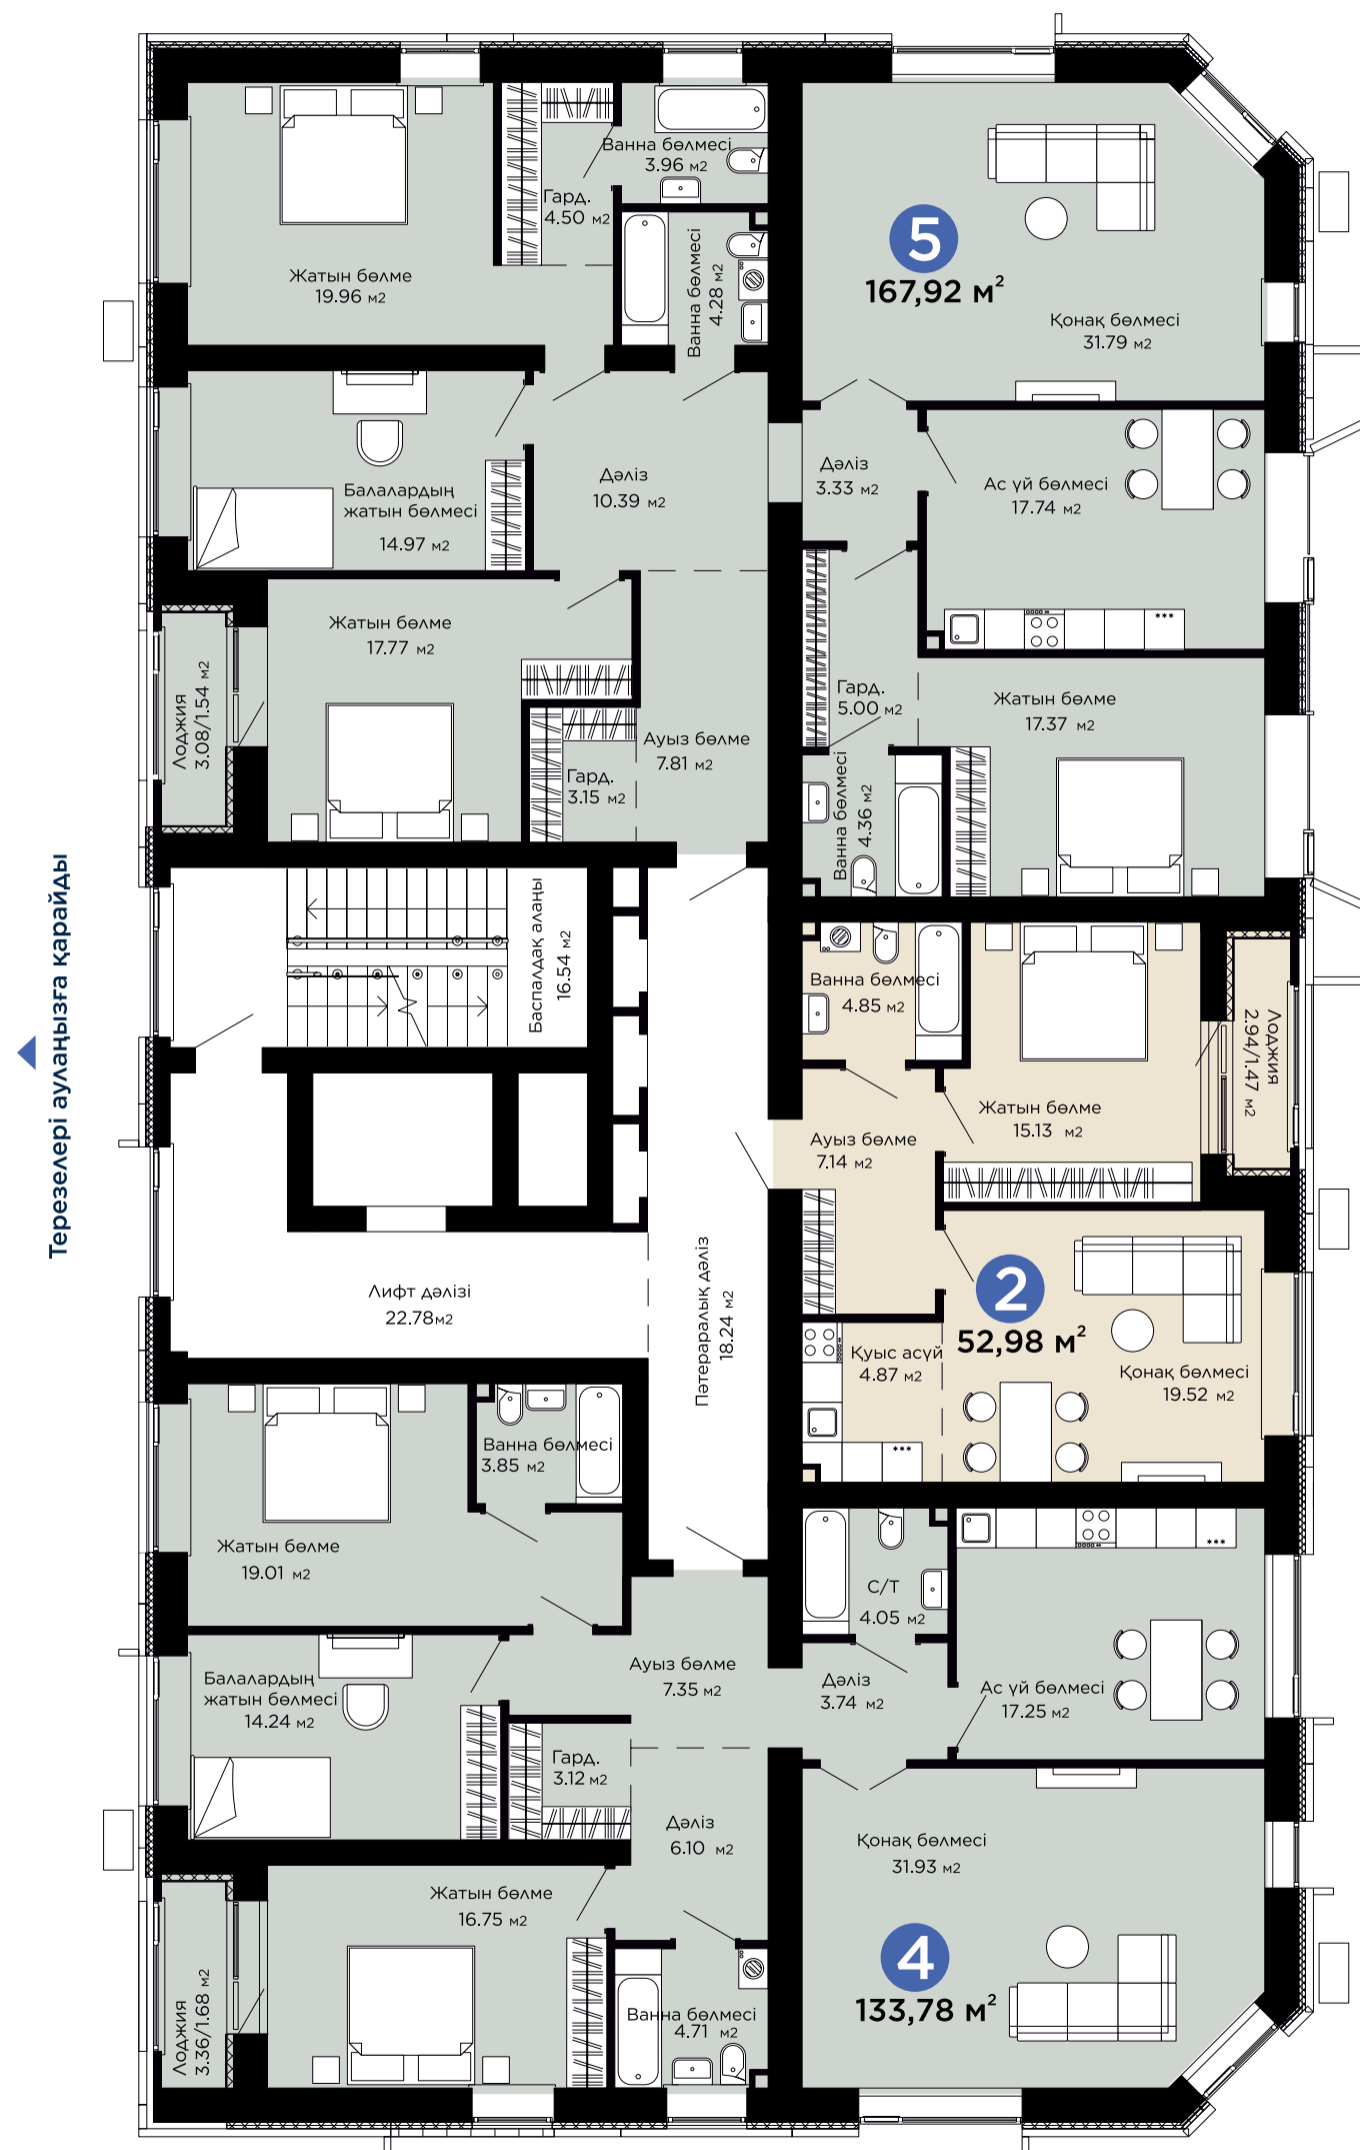 Ванна бөлмесі
3.96 м2
Гард.
4.50 м2
Жатын бөлме
19.96 м2
Ванна бөлмесі
4.28 м2
5
167,92 м²
Қонақ бөлмесі
31.79 м2
Балалардың
жатын бөлмесі
14.97 м2
Дәліз
10.39 м2
Дәліз
3.33 м2
Ас үй бөлмесі
17.74 м2
Жатын бөлме
17.77 м2
Лоджия
3.08/1.54 м2
Гард.
3.15 м2
Ауыз бөлме
7.81 м2
Гард.
5.00 м2
Жатын бөлме
17.37 м2
Ванна бөлмесі
4.36 м2
Терезелері аулаңызға қарайды
Баспалдақ алаңы
16.54 м2
Ванна бөлмесі
4.85 м2
Жатын бөлме
15.13 м2
Лоджия
2.94/1.47 м2
Ауыз бөлме
7.14 м2
Лифт дәлізі
22.78м2
Пәтераралық дәліз
18.24 м2
2
52,98 м²
Қуыс асүй
4.87 м2
Қонақ бөлмесі
19.52 м2
Ванна бөлмесі
3.85 м2
Жатын бөлме
19.01 м2
С/Т
4.05 м2
Балалардың
жатын бөлмесі
14.24 м2
Ауыз бөлме
7.35 м2
Дәліз
3.74 м2
Ас үй бөлмесі
17.25 м2
Гард.
3.12 м2
Дәліз
6.10 м2
Қонақ бөлмесі
31.93 м2
Жатын бөлме
16.75 м2
Лоджия
3.36/1.68 м2
Ванна бөлмесі
4.71 м2
4
133,78 м²